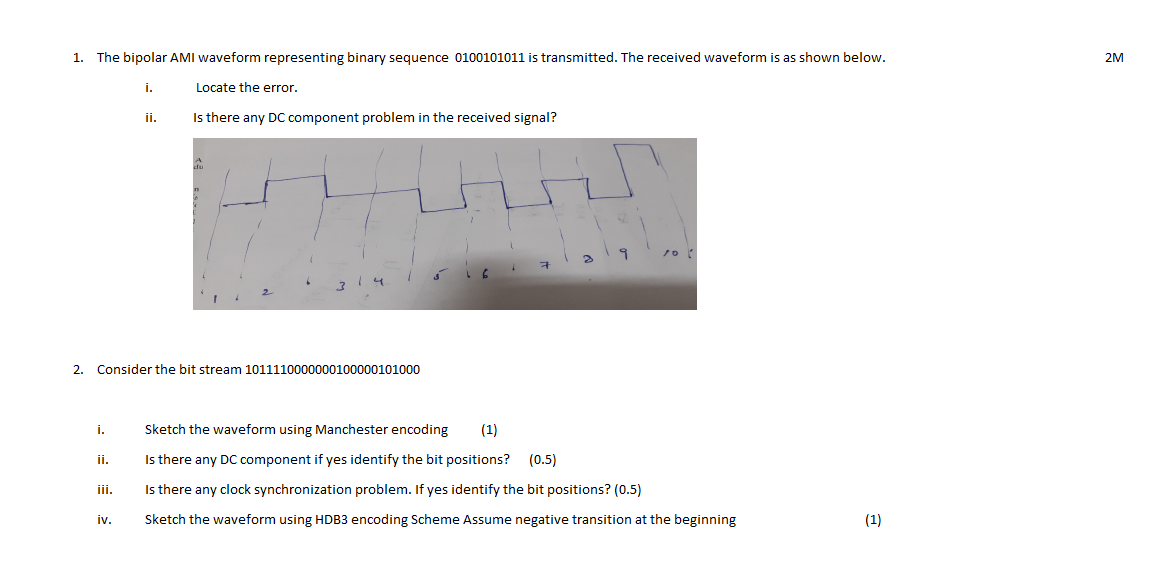 1. The bipolar AMI waveform representing binary sequence 0100101011 is transmitted. The received waveform is as shown below. 2M
i. Locate the error.
ii. Is there any DC component problem in the received signal?
1 2 3 4 5 6 7 8 9 10
2. Consider the bit stream 1011110000000100000101000
i. Sketch the waveform using Manchester encoding (1)
ii. Is there any DC component if yes identify the bit positions? (0.5)
iii. Is there any clock synchronization problem. If yes identify the bit positions? (0.5)
iv. Sketch the waveform using HDB3 encoding Scheme Assume negative transition at the beginning (1)